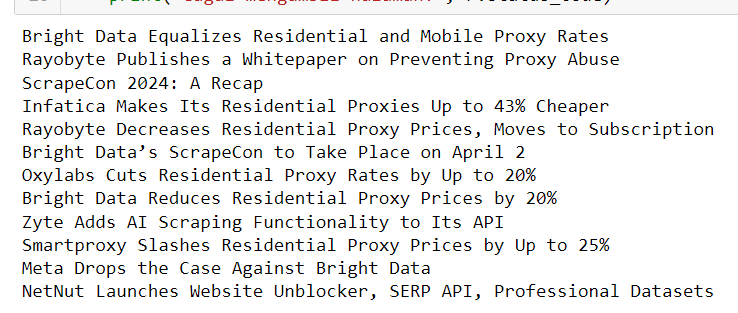 Bright Data Equalizes Residential and Mobile Proxy Rates
Rayobyte Publishes a Whitepaper on Preventing Proxy Abuse
ScrapeCon 2024: A Recap
Infatica Makes Its Residential Proxies Up to 43% Cheaper
Rayobyte Decreases Residential Proxy Prices, Moves to Subscription
Bright Data’s ScrapeCon to Take Place on April 2
Oxylabs Cuts Residential Proxy Rates by Up to 20%
Bright Data Reduces Residential Proxy Prices by 20%
Zyte Adds AI Scraping Functionality to Its API
Smartproxy Slashes Residential Proxy Prices by Up to 25%
Meta Drops the Case Against Bright Data
NetNut Launches Website Unblocker, SERP API, Professional Datasets